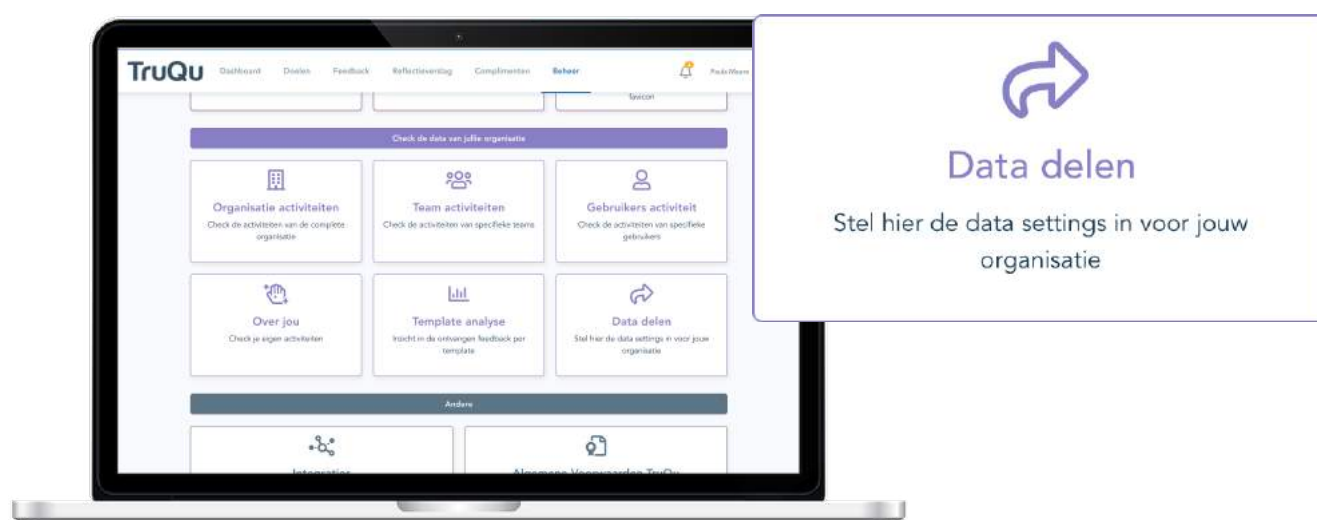 TruQu
Dashboard Doelen Feedback Reflectieverslag Complimenten Beheer
favicon
Check de data van jullie organisatie
Organisatie activiteiten
Check de activiteiten van de complete
organisatie
Team activiteiten
Check de activiteiten van specifieke teams
Gebruikers activiteit
Check de activiteiten van specifieke
gebruikers
Over jou
Check je eigen activiteiten
Template analyse
Inzicht in de ontvangen feedback per
template
Data delen
Stel hier de data settings in voor jouw
organisatie
Andere
Integraties
Algemene Voorwaarden TruQu
Data delen
Stel hier de data settings in voor jouw
organisatie